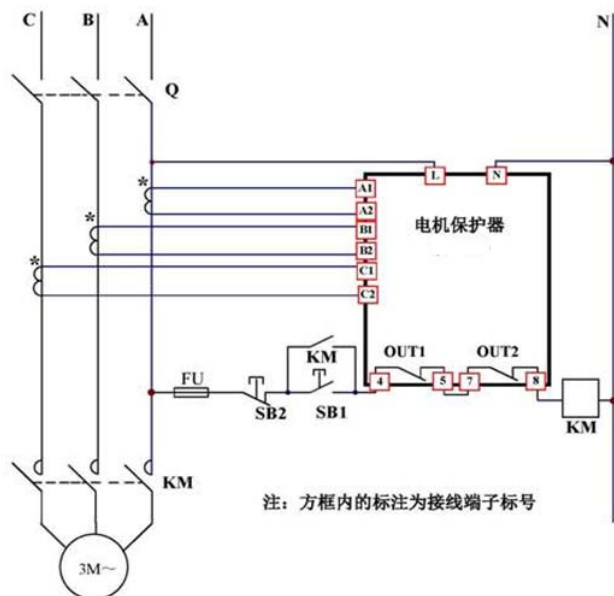 C B A N
Q
* A1 L N
A2
* B1 电机保护器
B2
* C1
C2
KM OUT1 OUT2
FU 4 5 7 8
SB2 SB1 KM
KM
注：方框内的标注为接线端子标号
3M～